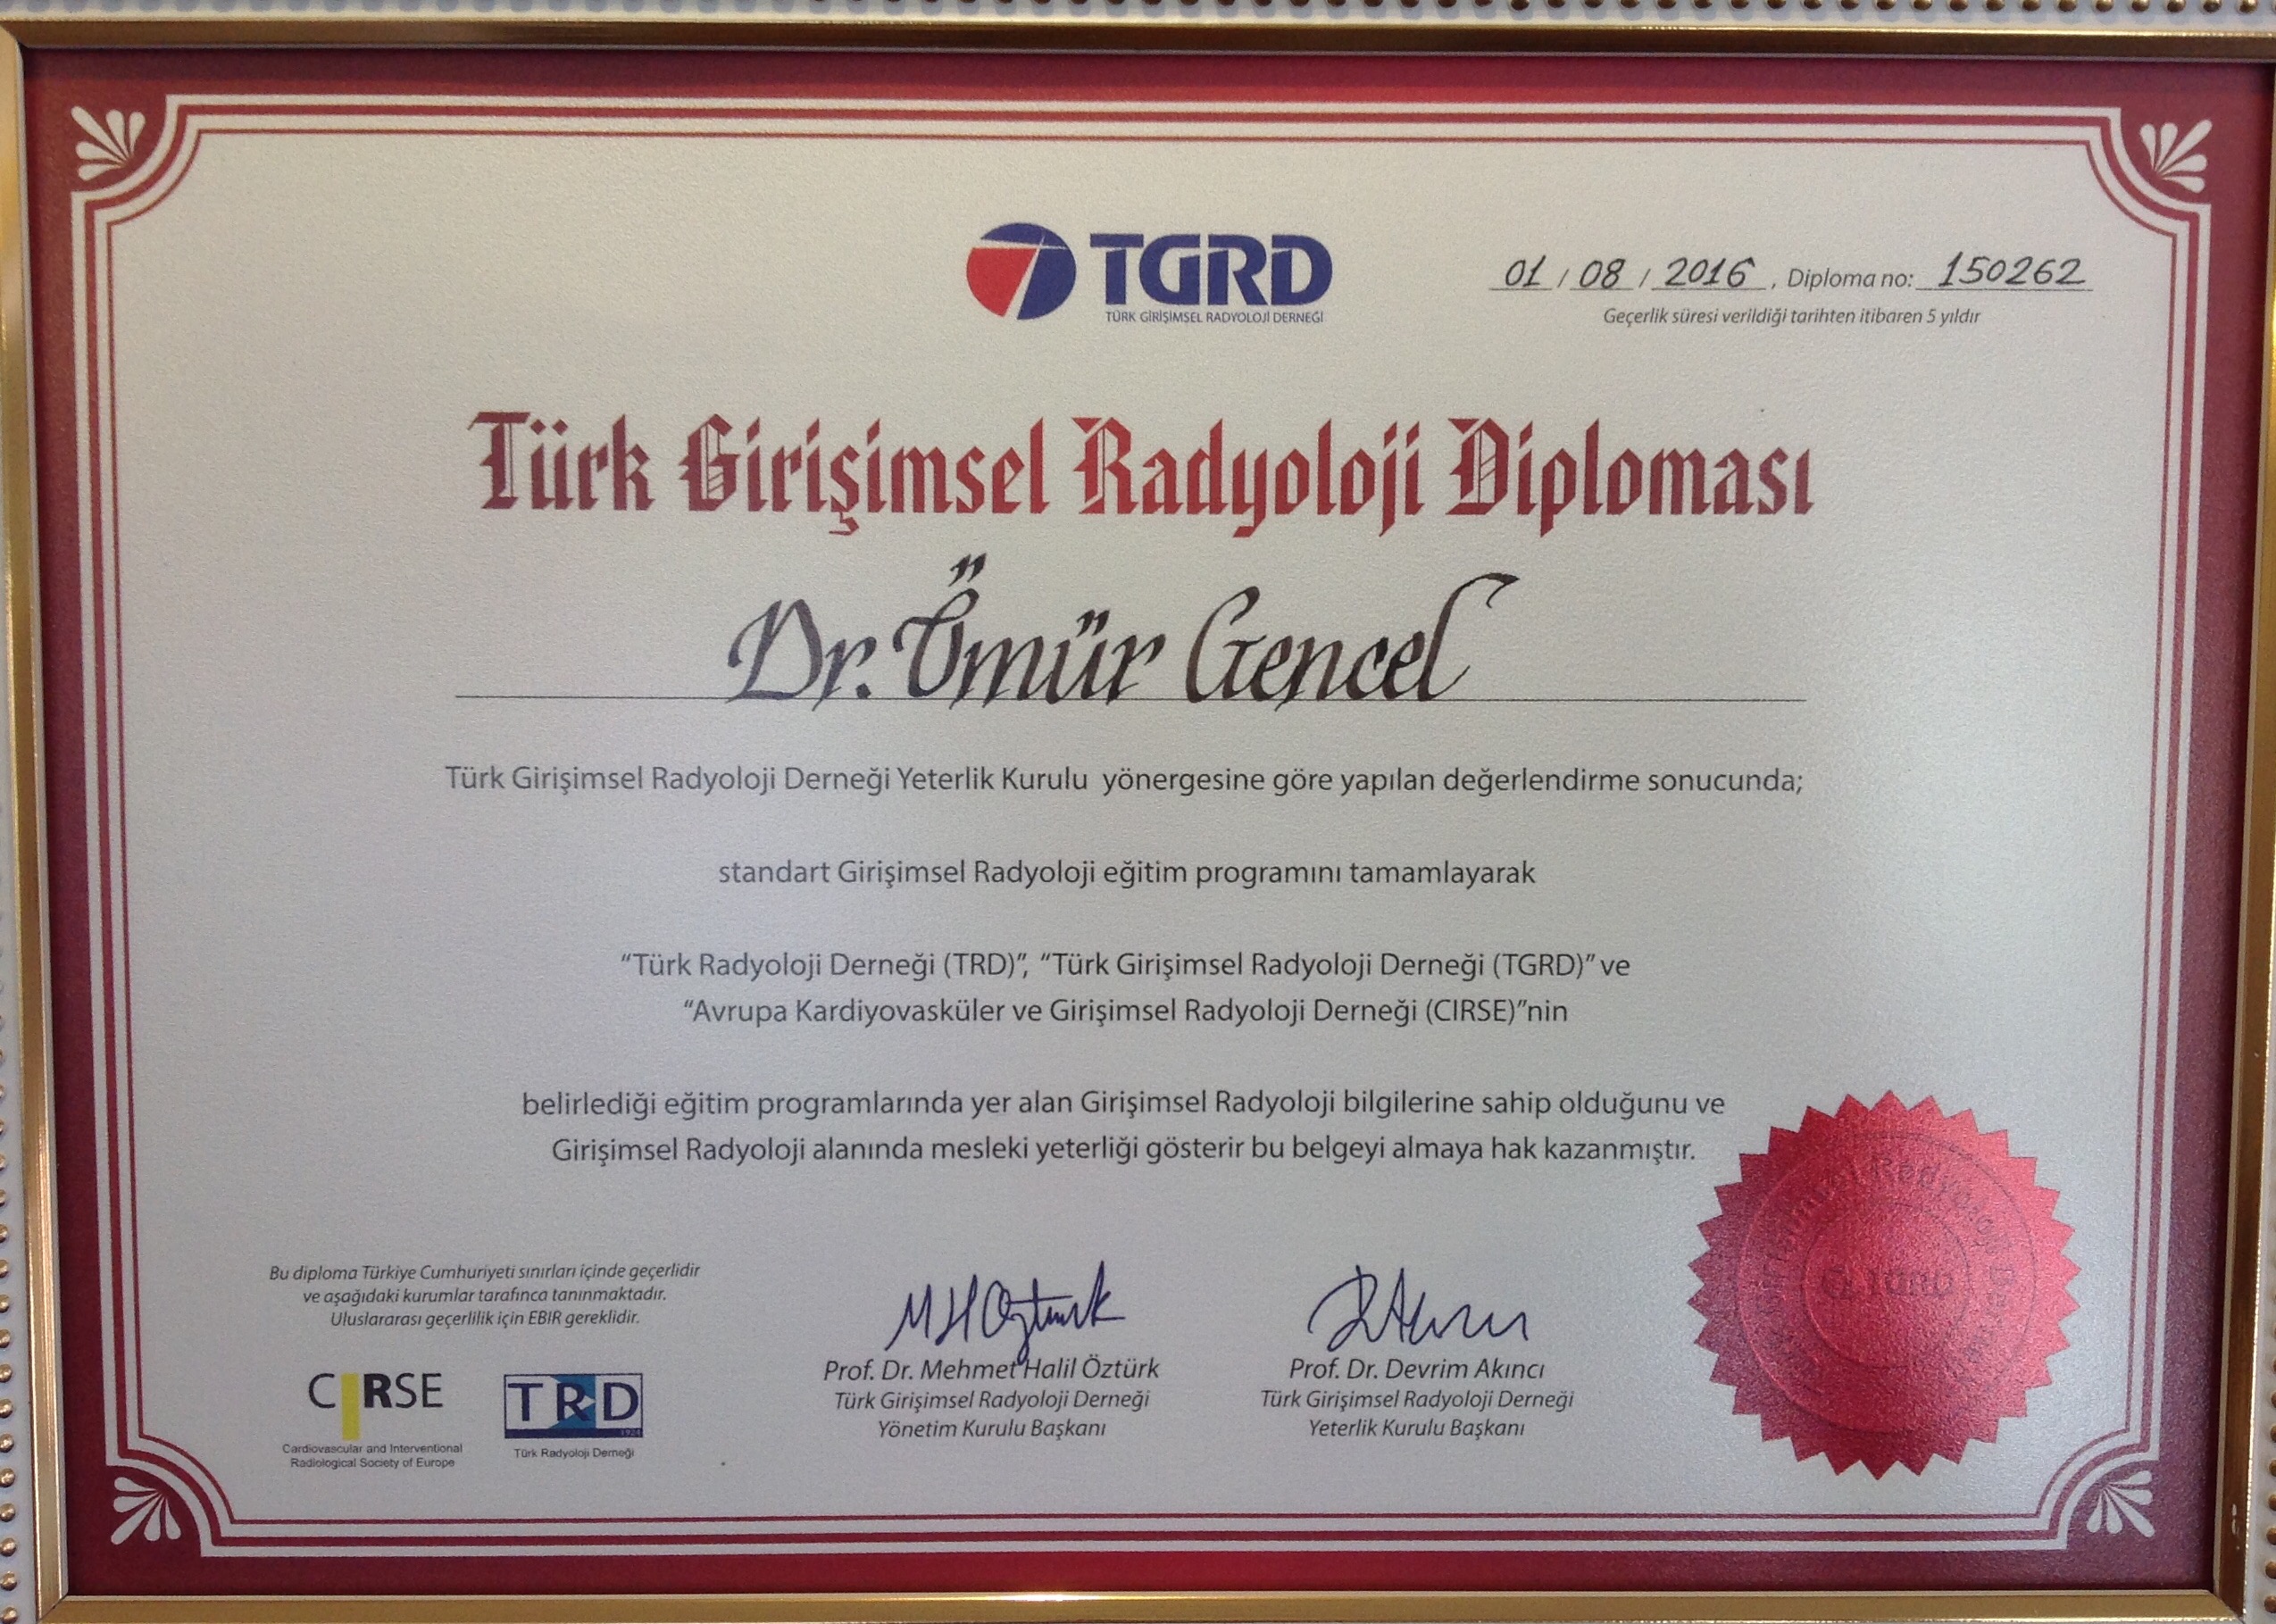 TGRD
TÜRK GİRİŞİMSEL RADYOLOJİ DERNEĞİ
01 / 08 / 2016 , Diploma no: 150262
Geçerlik süresi verildiği tarihten itibaren 5 yıldır
Türk Girişimsel Radyoloji Diploması
Dr. Ömür Gencel
Türk Girişimsel Radyoloji Derneği Yeterlik Kurulu yönergesine göre yapılan değerlendirme sonucunda;
standart Girişimsel Radyoloji eğitim programını tamamlayarak
“Türk Radyoloji Derneği (TRD)”, “Türk Girişimsel Radyoloji Derneği (TGRD)” ve
“Avrupa Kardiyovasküler ve Girişimsel Radyoloji Derneği (CIRSE)”nin
belirlediği eğitim programlarında yer alan Girişimsel Radyoloji bilgilerine sahip olduğunu ve
Girişimsel Radyoloji alanında mesleki yeterliği gösterir bu belgeyi almaya hak kazanmıştır.
Bu diploma Türkiye Cumhuriyeti sınırları içinde geçerlidir
ve aşağıdaki kurumlar tarafınca tanınmaktadır.
Uluslararası geçerlilik için EBIR gereklidir.
CIRSE
Cardiovascular and Interventional
Radiological Society of Europe
TRD
1924
Türk Radyoloji Derneği
M H Öztürk
Prof. Dr. Mehmet Halil Öztürk
Türk Girişimsel Radyoloji Derneği
Yönetim Kurulu Başkanı
Prof. Dr. Devrim Akıncı
Türk Girişimsel Radyoloji Derneği
Yeterlik Kurulu Başkanı
Radyoloji
TGRD